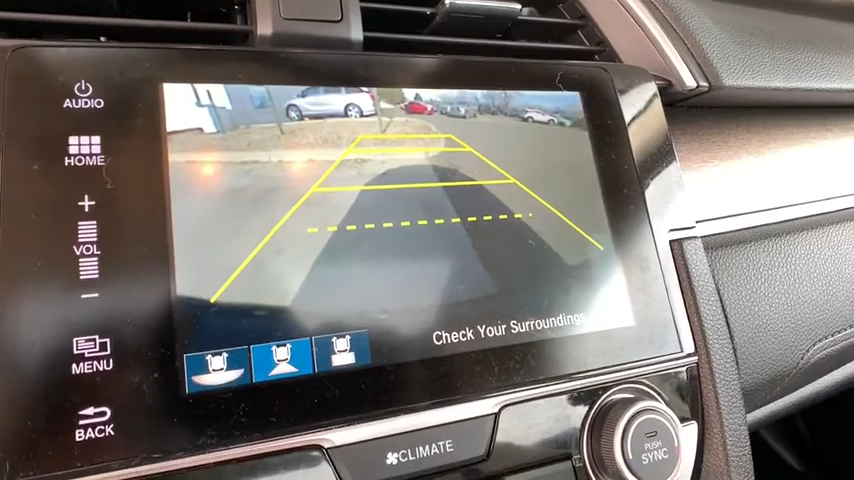 AUDIO
HOME
+
VOL
-
MENU
BACK
Check Your Surroundings
CLIMATE
PUSH
SYNC